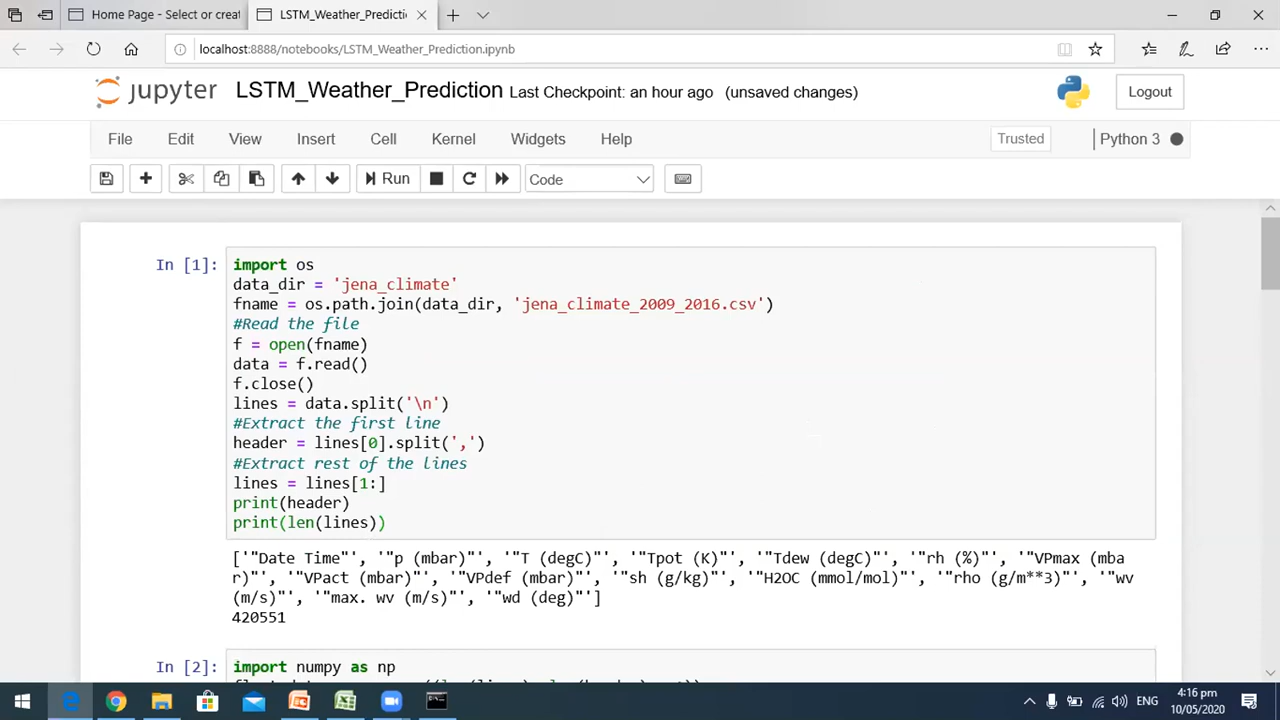 Home Page - Select or creat
LSTM_Weather_Predicti
localhost:8888/notebooks/LSTM_Weather_Prediction.ipynb
jupyter LSTM_Weather_Prediction Last Checkpoint: an hour ago (unsaved changes) Logout
File Edit View Insert Cell Kernel Widgets Help Trusted Python 3
Run Code
In [1]:
import os
data_dir = 'jena_climate'
fname = os.path.join(data_dir, 'jena_climate_2009_2016.csv')
#Read the file
f = open(fname)
data = f.read()
f.close()
lines = data.split('\n')
#Extract the first line
header = lines[0].split(',')
#Extract rest of the lines
lines = lines[1:]
print(header)
print(len(lines))
['"Date Time"', '"p (mbar)"', '"T (degC)"', '"Tpot (K)"', '"Tdew (degC)"', '"rh (%)"', '"VPmax (mba
r)"', '"VPact (mbar)"', '"VPdef (mbar)"', '"sh (g/kg)"', '"H2OC (mmol/mol)"', '"rho (g/m**3)"', '"wv
(m/s)"', '"max. wv (m/s)"', '"wd (deg)"']
420551
In [2]:
import numpy as np
ENG
4:16 pm
10/05/2020